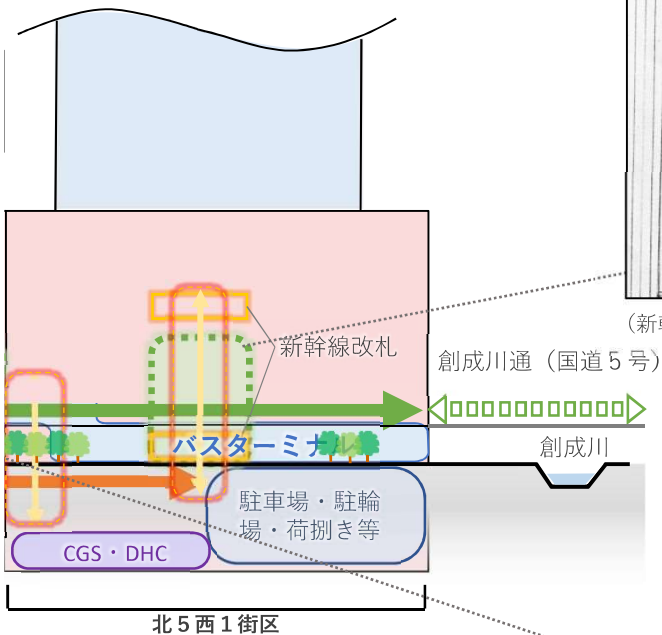 （新
新幹線改札
創成川通（国道５号）
バスターミナル
創成川
駐車場・駐輪
場・荷捌き等
CGS・DHC
北５西１街区